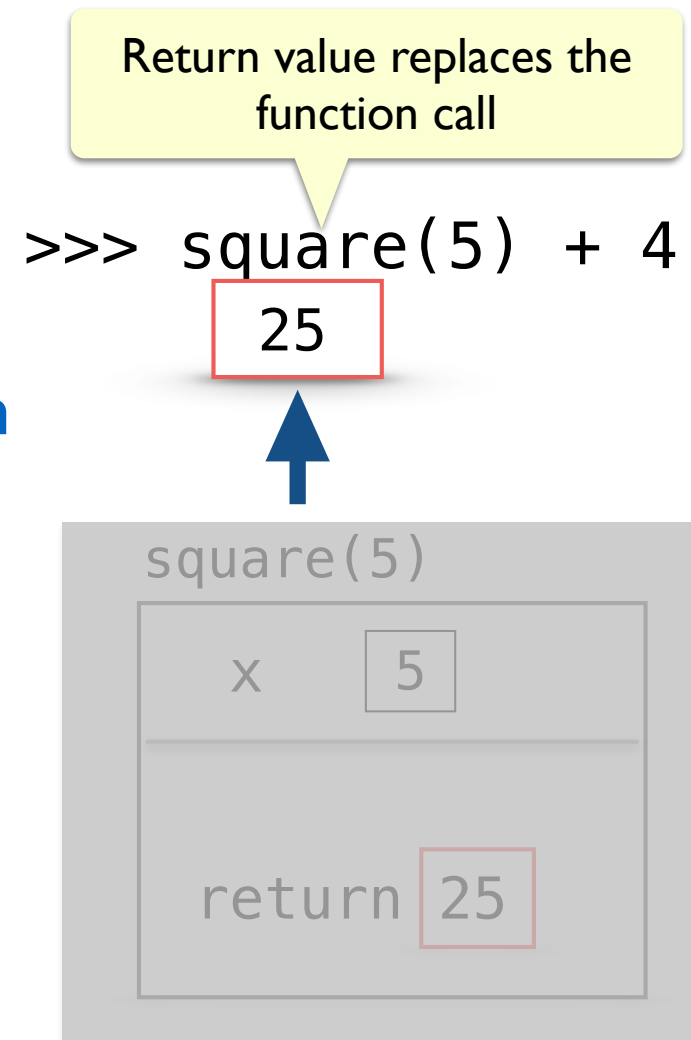 Return value replaces the
function call
>>> square(5) + 4
25
square(5)
x 5
return 25